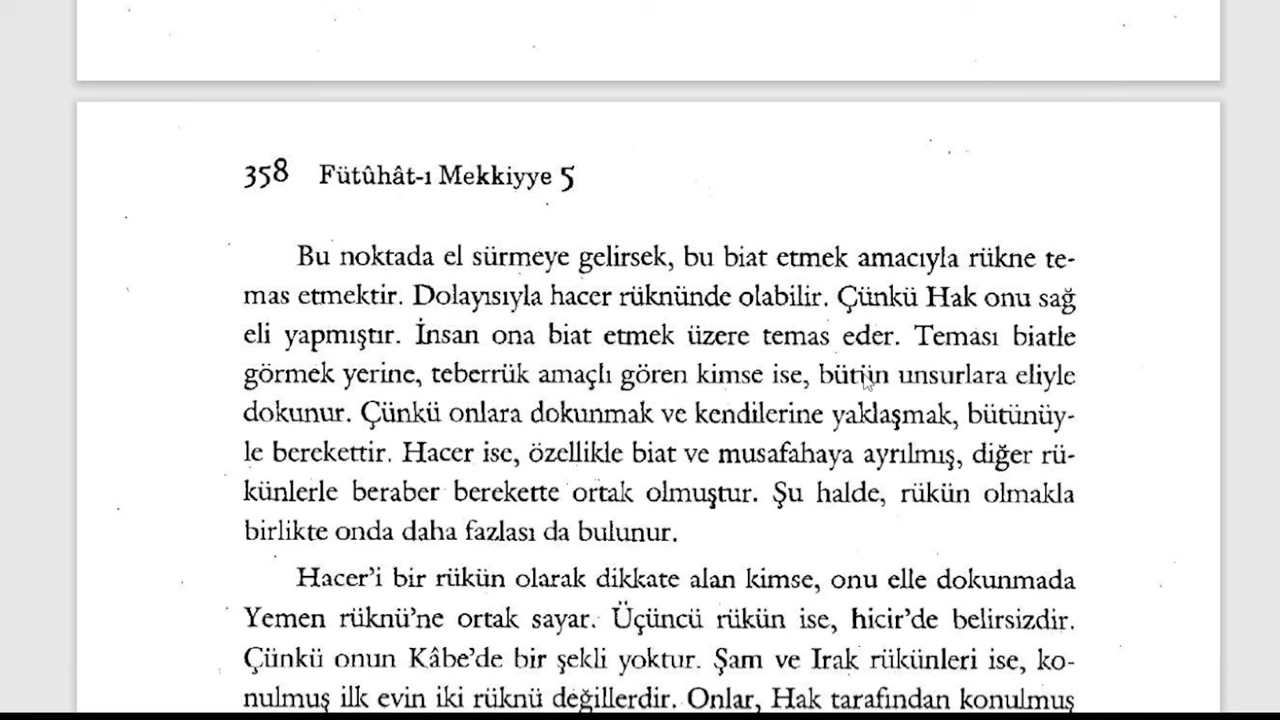 358 Fütûhât-ı Mekkiyye 5
Bu noktada el sürmeye gelirsek, bu biat etmek amacıyla rükne te-
mas etmektir. Dolayısıyla hacer rüknünde olabilir. Çünkü Hak onu sağ
eli yapmıştır. İnsan ona biat etmek üzere temas eder. Teması biatle
görmek yerine, teberrük amaçlı gören kimse ise, bütün unsurlara eliyle
dokunur. Çünkü onlara dokunmak ve kendilerine yaklaşmak, bütünüy-
le berekettir. Hacer ise, özellikle biat ve musafahaya ayrılmış, diğer rü-
künlerle beraber berekette ortak olmuştur. Şu halde, rükün olmakla
birlikte onda daha fazlası da bulunur.
Hacer'i bir rükün olarak dikkate alan kimse, onu elle dokunmada
Yemen rüknü'ne ortak sayar. Üçüncü rükün ise, hicir'de belirsizdir.
Çünkü onun Kâbe'de bir şekli yoktur. Şam ve Irak rükünleri ise, ko-
nulmuş ilk evin iki rüknü değillerdir. Onlar, Hak tarafından konulmuş